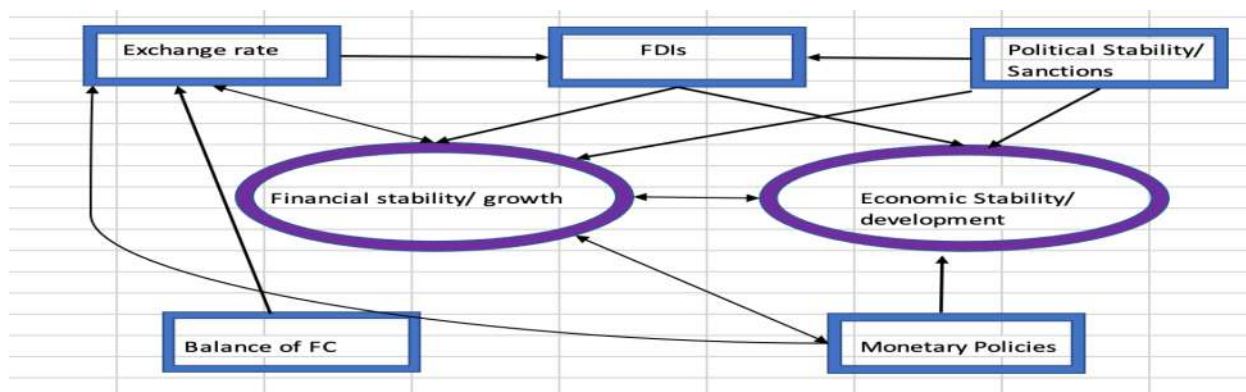 Exchange rate
FDIs
Political Stability/
Sanctions
Financial stability/ growth
Economic Stability/
development
Balance of FC
Monetary Policies